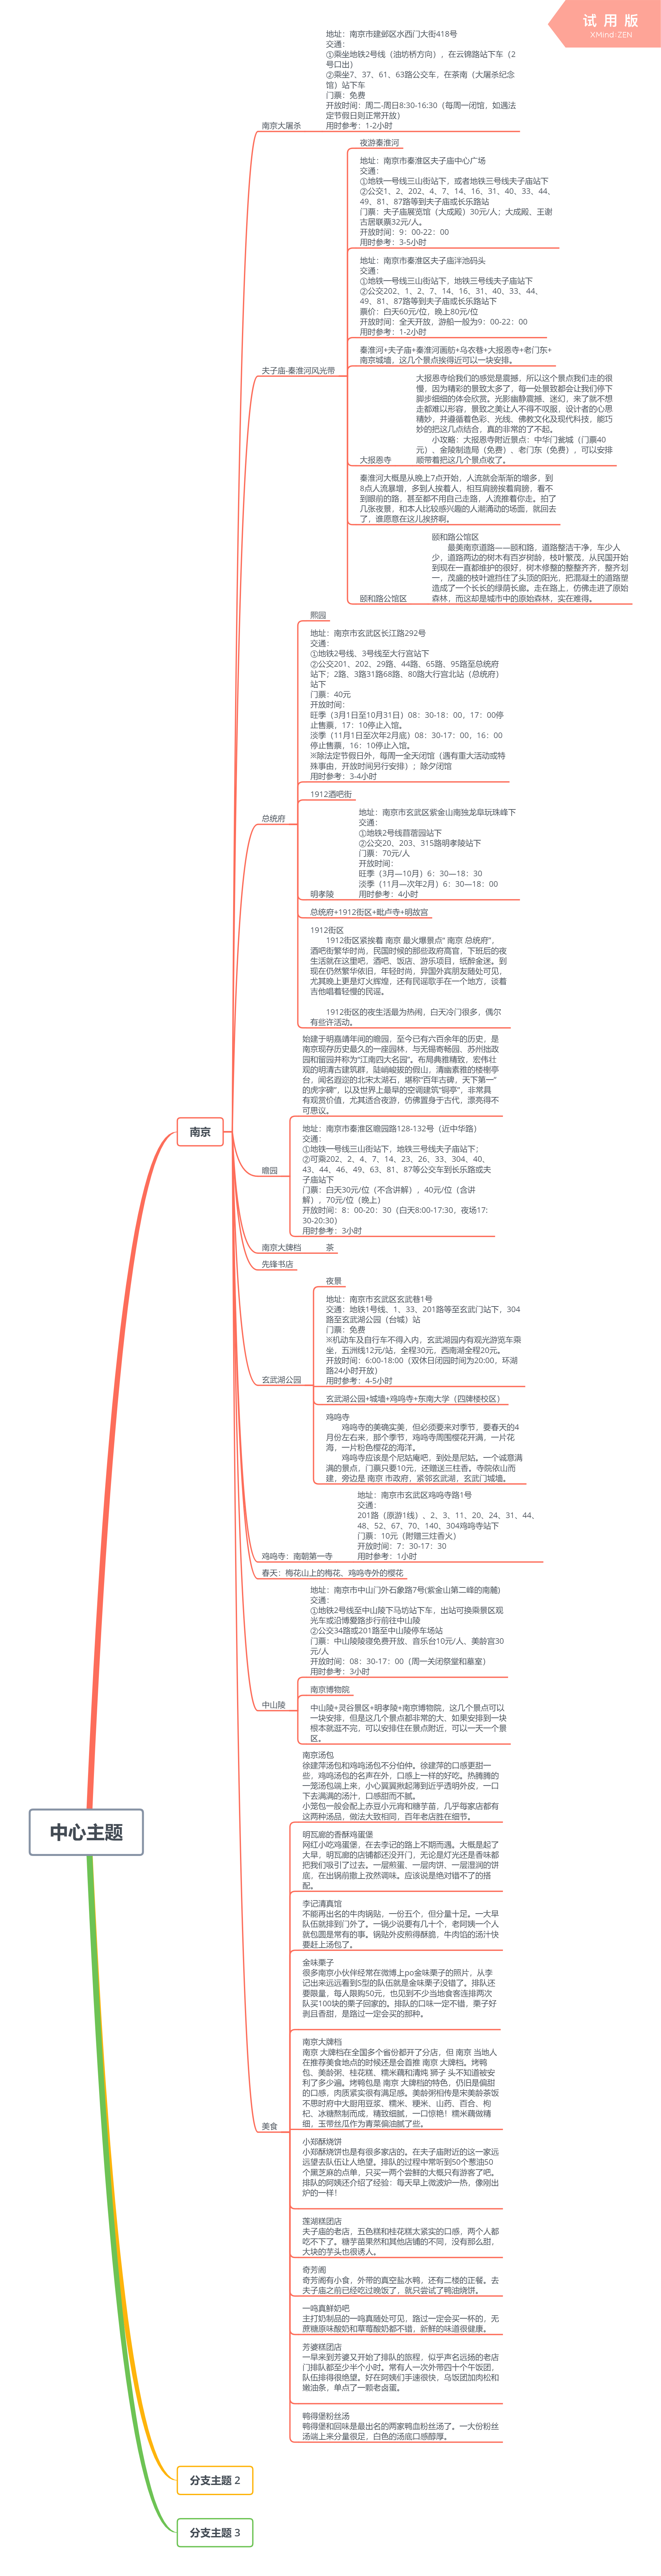 试用版
XMind:ZEN
地址：南京市建邺区水西门大街418号
交通：
①乘坐地铁2号线（油坊桥方向），在云锦路站下车（2
号口出）
②乘坐7、37、61、63路公交车，在茶南（大屠杀纪念
馆）站下车
门票：免费
开放时间：周二-周日8:30-16:30（每周一闭馆，如遇法
定节假日则正常开放）
用时参考：1-2小时
南京大屠杀
夜游秦淮河
地址：南京市秦淮区夫子庙中心广场
交通：
①地铁一号线三山街站下，或者地铁三号线夫子庙站下
②公交1、2、202、4、7、14、16、31、40、33、44、
49、81、87路等到夫子庙或长乐路站
门票：夫子庙展览馆（大成殿）30元/人；大成殿、王谢
古居联票32元/人。
开放时间：9：00-22：00
用时参考：3-5小时
地址：南京市秦淮区夫子庙泮池码头
交通：
①地铁一号线三山街站下，地铁三号线夫子庙站下
②公交202、1、2、7、14、16、31、40、33、44、
49、81、87路等到夫子庙或长乐路站下
票价：白天60元/位，晚上80元/位
开放时间：全天开放，游船一般为9：00-22：00
用时参考：1-2小时
秦淮河+夫子庙+秦淮河画舫+乌衣巷+大报恩寺+老门东+
南京城墙，这几个景点挨得近可以一块安排。
夫子庙-秦淮河风光带
大报恩寺给我们的感觉是震撼，所以这个景点我们走的很
慢，因为精彩的景致太多了，每一处景致都会让我们停下
脚步细细的体会欣赏。光影幽静震撼、迷幻，来了就不想
走都难以形容，景致之美让人不得不叹服，设计者的心思
精妙，并遵循着色彩、光线、佛教文化及现代科技，能巧
妙的把这几点结合，真的非常的了不起。
小攻略：大报恩寺附近景点：中华门瓮城（门票40
元）、金陵制造局（免费）、老门东（免费），可以安排
顺带着把这几个景点收了。
大报恩寺
秦淮河大概是从晚上7点开始，人流就会渐渐的增多，到
8点人流暴增，多到人挨着人，相互肩膀挨着肩膀，看不
到眼前的路，甚至都不用自己走路，人流推着你走。拍了
几张夜景，和本人比较感兴趣的人潮涌动的场面，就回去
了，谁愿意在这儿挨挤啊。
颐和路公馆区
最美南京道路——颐和路，道路整洁干净，车少人
少，道路两边的树木有百岁树龄，枝叶繁茂，从民国开始
到现在一直都维护的很好，树木修整的整整齐齐，整齐划
一，茂盛的枝叶遮挡住了头顶的阳光，把混凝土的道路塑
造成了一个长长的绿荫长廊。走在路上，仿佛走进了原始
森林，而这却是城市中的原始森林，实在难得。
颐和路公馆区
熙园
地址：南京市玄武区长江路292号
交通：
①地铁2号线、3号线至大行宫站下
②公交201、202、29路、44路、65路、95路至总统府
站下；2路、3路31路68路、80路大行宫北站（总统府）
站下
门票：40元
开放时间：
旺季（3月1日至10月31日）08：30-18：00，17：00停
止售票，17：10停止入馆。
淡季（11月1日至次年2月底）08：30-17：00，16：00
停止售票，16：10停止入馆。
※除法定节假日外，每周一全天闭馆（遇有重大活动或特
殊事由，开放时间另行安排）；除夕闭馆
用时参考：3-4小时
1912酒吧街
总统府
地址：南京市玄武区紫金山南独龙阜玩珠峰下
交通：
①地铁2号线苜蓿园站下
②公交20、203、315路明孝陵站下
门票：70元/人
开放时间：
旺季（3月—10月）6：30—18：30
淡季（11月—次年2月）6：30—18：00
用时参考：4小时
明孝陵
总统府+1912街区+毗卢寺+明故宫
1912街区
1912街区紧挨着 南京 最火爆景点“ 南京 总统府”，
酒吧街繁华时尚，民国时候的那些政府高官，下班后的夜
生活就在这里吧，酒吧、饭店、游乐项目，纸醉金迷。到
现在仍然繁华依旧，年轻时尚，异国外宾朋友随处可见，
尤其晚上更是灯火辉煌，还有民谣歌手在一个地方，谈着
吉他唱着轻慢的民谣。
1912街区的夜生活最为热闹，白天冷门很多，偶尔
有些许活动。
始建于明嘉靖年间的瞻园，至今已有六百余年的历史，是
南京现存历史最久的一座园林，与无锡寄畅园、苏州拙政
园和留园并称为“江南四大名园”。布局典雅精致，宏伟壮
观的明清古建筑群，陡峭峻拔的假山，清幽素雅的楼榭亭
台，闻名遐迩的北宋太湖石，堪称“百年古碑，天下第一”
的虎字碑”，以及世界上最早的空调建筑“铜亭”，非常具
有观赏价值，尤其适合夜游，仿佛置身于古代，漂亮得不
可思议。
南京
地址：南京市秦淮区瞻园路128-132号（近中华路）
交通：
①地铁一号线三山街站下，地铁三号线夫子庙站下；
②可乘202、2、4、7、14、23、26、33、304、40、
43、44、46、49、63、81、87等公交车到长乐路或夫
子庙站下
门票：白天30元/位（不含讲解），40元/位（含讲
解），70元/位（晚上）
开放时间：8：00-20：30（白天8:00-17:30，夜场17:
30-20:30）
用时参考：3小时
瞻园
南京大牌档
茶
先锋书店
夜景
地址：南京市玄武区玄武巷1号
交通：地铁1号线、1、33、201路等至玄武门站下，304
路至玄武湖公园（台城）站
门票：免费
※机动车及自行车不得入内，玄武湖园内有观光游览车乘
坐，五洲线12元/站，全程30元，西南湖全程20元。
开放时间：6:00-18:00（双休日闭园时间为20:00，环湖
路24小时开放）
用时参考：4-5小时
玄武湖公园
玄武湖公园+城墙+鸡鸣寺+东南大学（四牌楼校区）
鸡鸣寺
鸡鸣寺的美确实美，但必须要来对季节，要春天的4
月份左右来，那个季节，鸡鸣寺周围樱花开满，一片花
海，一片粉色樱花的海洋。
鸡鸣寺应该是个尼姑庵吧，到处是尼姑。一个诚意满
满的景点，门票只要10元，还赠送三柱香。寺院依山而
建，旁边是 南京 市政府，紧邻玄武湖，玄武门城墙。
地址：南京市玄武区鸡鸣寺路1号
交通：
201路（原游1线）、2、3、11、20、24、31、44、
48、52、67、70、140、304鸡鸣寺站下
门票：10元（附赠三炷香火）
开放时间：7：30-17：30
用时参考：1小时
鸡鸣寺：南朝第一寺
春天：梅花山上的梅花、鸡鸣寺外的樱花
地址：南京市中山门外石象路7号(紫金山第二峰的南麓)
交通：
①地铁2号线至中山陵下马坊站下车，出站可换乘景区观
光车或沿博爱路步行前往中山陵
②公交34路或201路至中山陵停车场站
门票：中山陵陵寝免费开放、音乐台10元/人、美龄宫30
元/人
开放时间：08：30-17：00（周一关闭祭堂和墓室）
用时参考：3小时
南京博物院
中山陵
中山陵+灵谷景区+明孝陵+南京博物院，这几个景点可以
一块安排，但是这几个景点都非常的大、如果安排到一块
根本就逛不完，可以安排住在景点附近，可以一天一个景
区。
南京汤包
徐建萍汤包和鸡鸣汤包不分伯仲。徐建萍的口感更甜一
些，鸡鸣汤包的名声在外，口感上一样的好吃。热腾腾的
一笼汤包端上来，小心翼翼揪起薄到近乎透明外皮，一口
下去满满的汤汁，口感甜而不腻。
小笼包一般会配上赤豆小元宵和糖芋苗，几乎每家店都有
这两种汤品，做法大致相同，百年老店胜在细节。
中心主题
明瓦廊的香酥鸡蛋堡
网红小吃鸡蛋堡，在去李记的路上不期而遇。大概是起了
大早，明瓦廊的店铺都还没开门，无论是灯光还是香味都
把我们吸引了过去。一层煎蛋、一层肉饼、一层湿润的饼
底，在出锅前撒上孜然调味。应该说是绝对错不了的搭
配。
李记清真馆
不能再出名的牛肉锅贴，一份五个，但分量十足。一大早
队伍就排到门外了。一锅少说要有几十个，老阿姨一个人
就包圆是常有的事。锅贴外皮煎得酥脆，牛肉馅的汤汁快
要赶上汤包了。
金味栗子
很多南京小伙伴经常在微博上po金味栗子的照片，从李
记出来远远看到S型的队伍就是金味栗子没错了。排队还
要限量，每人限购50元，也见到不少当地食客连排两次
队买100块的栗子回家的。排队的口味一定不错，栗子好
剥且香甜，是路过一定会买的那种。
南京大牌档
南京 大牌档在全国多个省份都开了分店，但 南京 当地人
在推荐美食地点的时候还是会首推 南京 大牌档。烤鸭
包、美龄粥、桂花糕、糯米藕和清炖 狮子 头不知道被安
利了多少遍。烤鸭包是 南京 大牌档的特色，仍旧是偏甜
的口感，肉质紧实很有满足感。美龄粥相传是宋美龄茶饭
不思时府中大厨用豆浆、糯米、粳米、山药、百合、枸
杞、冰糖熬制而成，精致细腻，一口惊艳！糯米藕做精
细，玉带丝瓜作为青菜偏油腻了些。
美食
小郑酥烧饼
小郑酥烧饼也是有很多家店的。在夫子庙附近的这一家远
远望去队伍让人绝望。排队的过程中常听到50个葱油50
个黑芝麻的点单，只买一两个尝鲜的大概只有游客了吧。
排队的阿姨还介绍了经验：每天早上微波炉一热，像刚出
炉的一样！
莲湖糕团店
夫子庙的老店，五色糕和桂花糕太紧实的口感，两个人都
吃不下了。糖芋苗果然和其他店铺的不同，没有那么甜，
大块的芋头也很诱人。
奇芳阁
奇芳阁有小食，外带的真空盐水鸭，还有二楼的正餐。去
夫子庙之前已经吃过晚饭了，就只尝试了鸭油烧饼。
一鸣真鲜奶吧
主打奶制品的一鸣真随处可见，路过一定会买一杯的，无
蔗糖原味酸奶和草莓酸奶都不错，新鲜的味道很健康。
芳婆糕团店
一早来到芳婆又开始了排队的旅程，似乎声名远扬的老店
门排队都至少半个小时。常有人一次外带四十个午饭团，
队伍排得很绝望。好在阿姨们手速很快，乌饭团加肉松和
嫩油条，单点了一颗老卤蛋。
鸭得堡粉丝汤
鸭得堡和回味是最出名的两家鸭血粉丝汤了。一大份粉丝
汤端上来分量很足，白色的汤底口感醇厚。
分支主题 2
分支主题 3